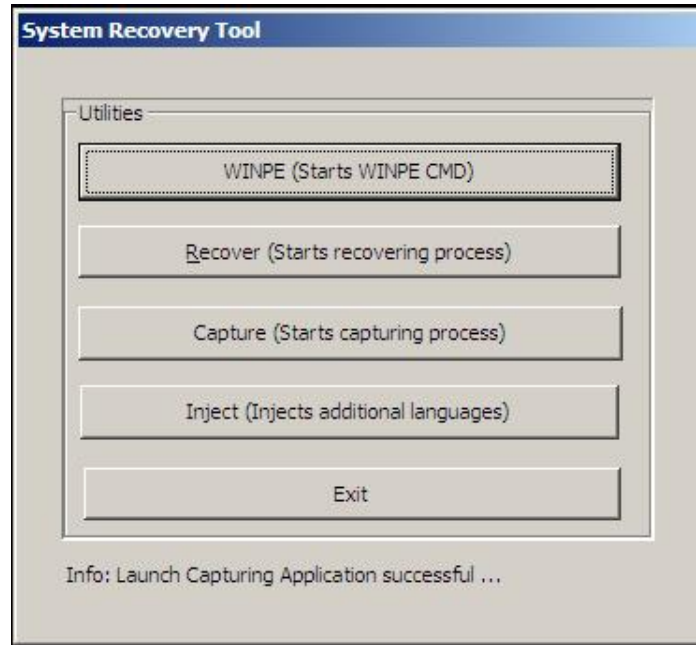 System Recovery Tool
Utilities
WINPE (Starts WINPE CMD)
Recover (Starts recovering process)
Capture (Starts capturing process)
Inject (Injects additional languages)
Exit
Info: Launch Capturing Application successful ...